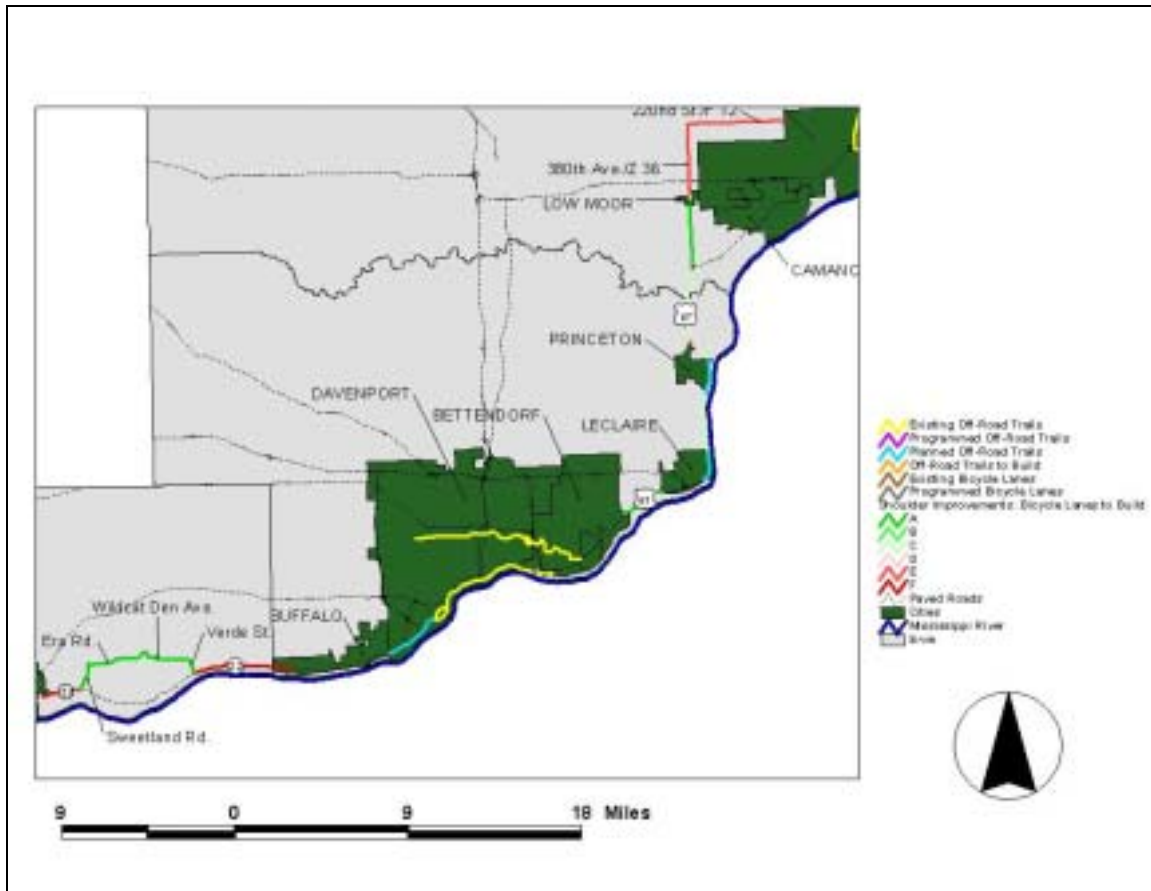 220nd St./F 12
380th Ave./Z 36
LOW MOOR
CAMANC
67
PRINCETON
DAVENPORT
BETTENDORF
LECLAIRE
Existing Off-Road Trails
Programmed Off-Road Trails
Planned Off-Road Trails
Off-Road Trails to Build
Existing Bicycle Lanes
Programmed Bicycle Lanes
Shoulder Improvements: Bicycle Lanes to Build
A
B
C
D
E
F
Paved Roads
Cities
Mississippi River
Wildcat Den Ave.
BUFFALO
Era Rd.
Verde St.
Sweetland Rd.
9 0 9 18 Miles